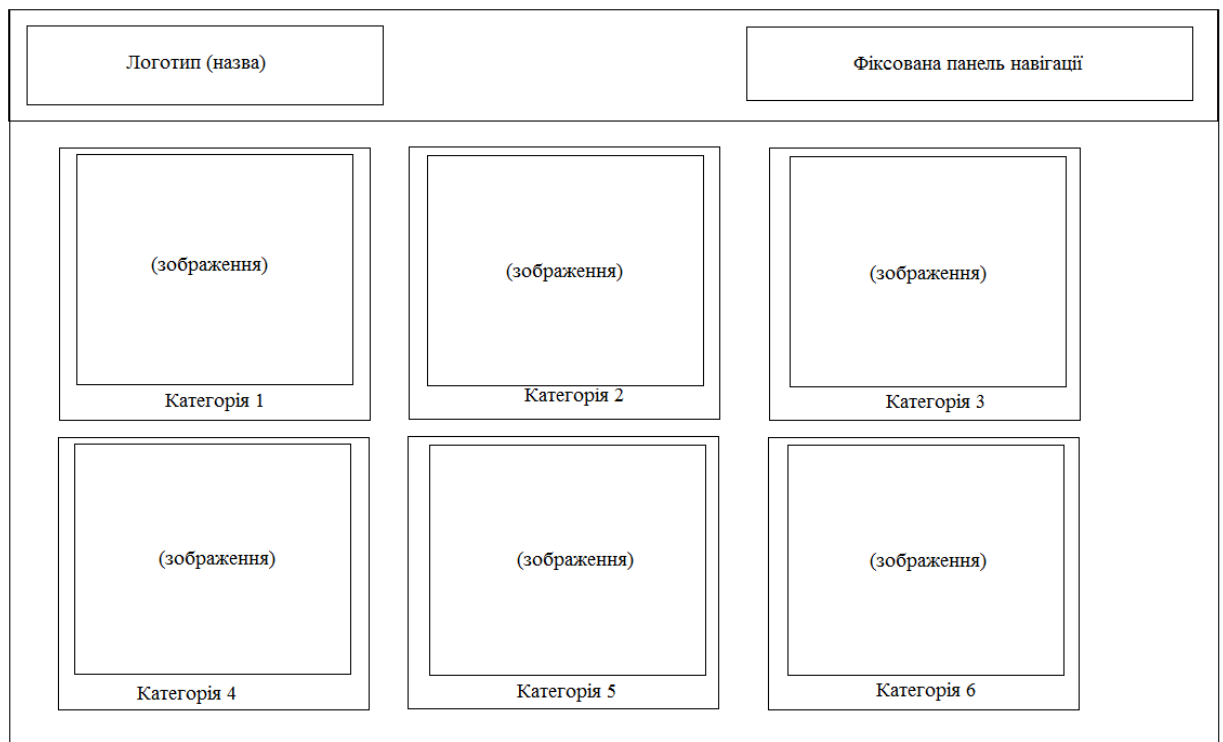 Логотип (назва)
Фіксована панель навігації
(зображення)
(зображення)
(зображення)
Категорія 1
Категорія 2
Категорія 3
(зображення)
(зображення)
(зображення)
Категорія 4
Категорія 5
Категорія 6